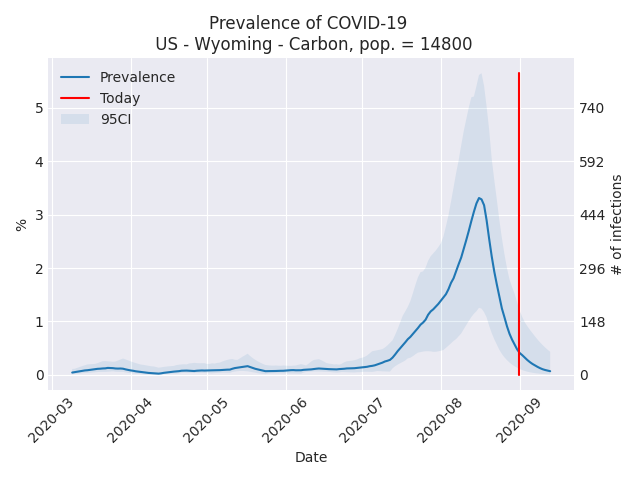 Prevalence of COVID-19
US - Wyoming - Carbon, pop. = 14800
Prevalence
Today
95CI
%
5
4
3
2
1
0
740
592
444
296
148
0
# of infections
2020-03
2020-04
2020-05
2020-06
2020-07
2020-08
2020-09
Date